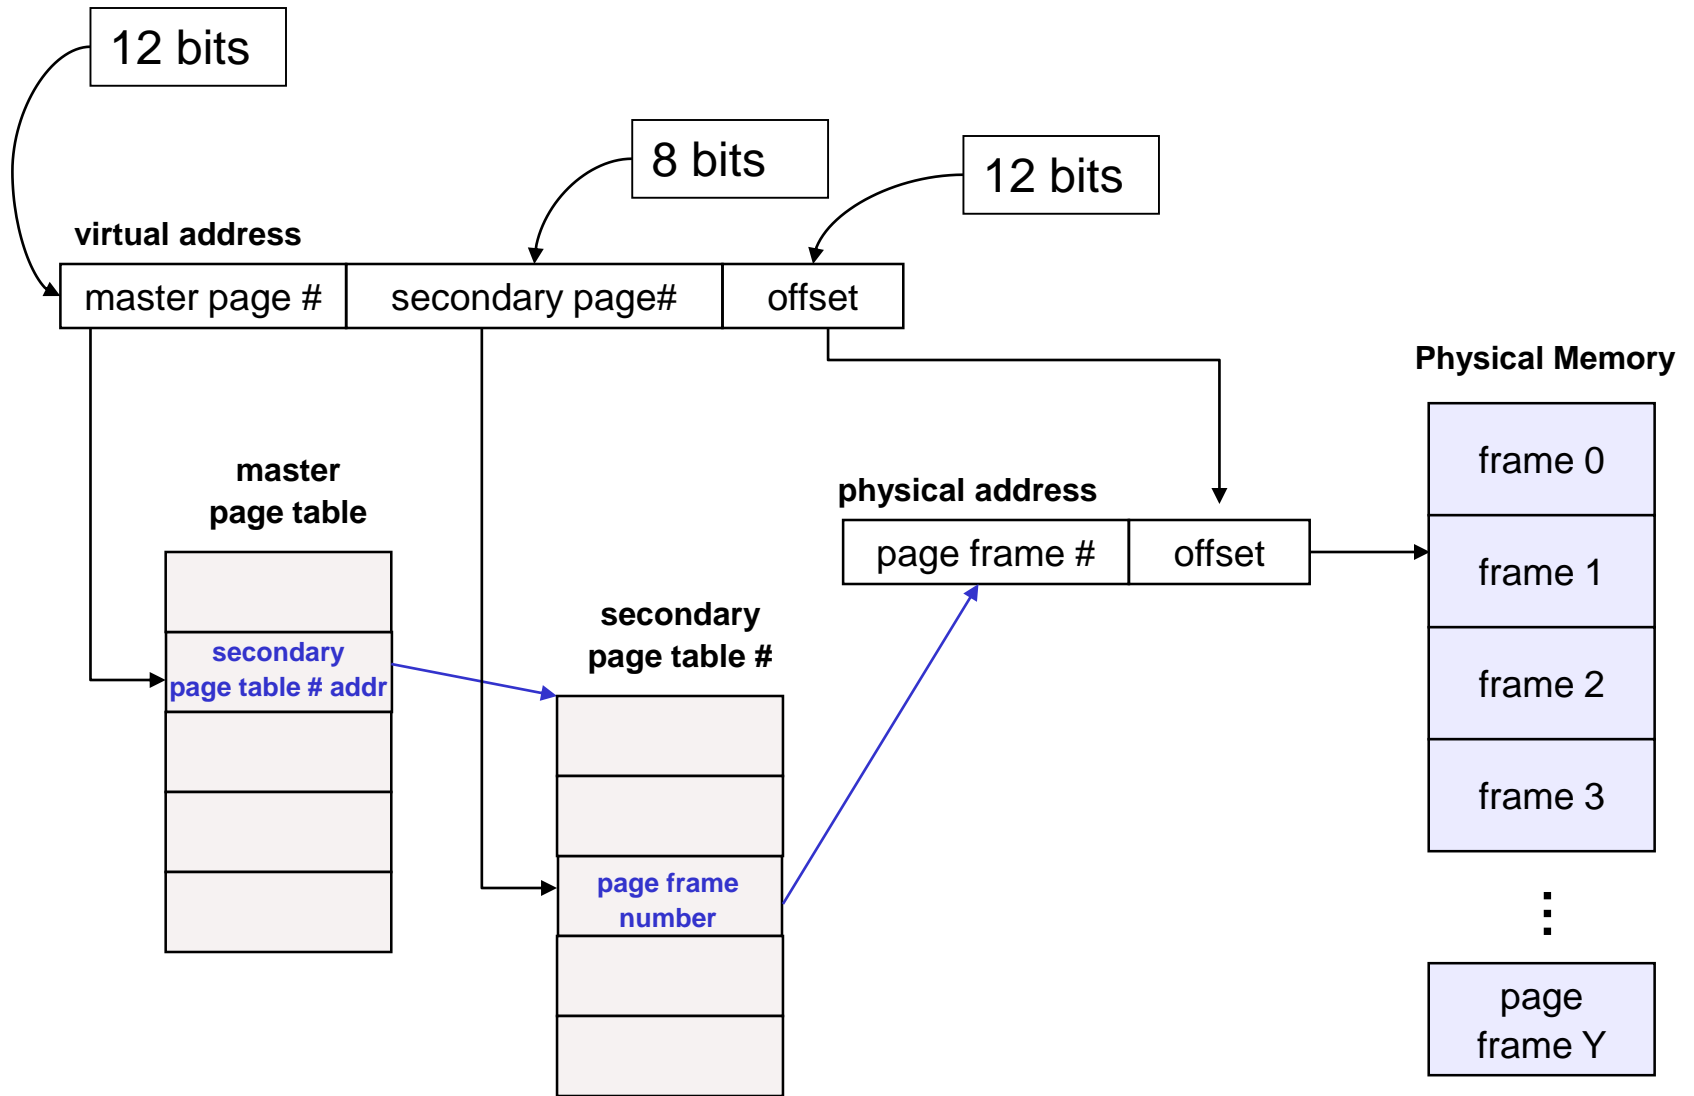 12 bits
8 bits
12 bits
virtual address
master page #
secondary page#
offset
Physical Memory
master
page table
physical address
frame 0
page frame #
offset
frame 1
secondary
page table #
secondary
page table # addr
frame 2
frame 3
page frame
number
page
frame Y